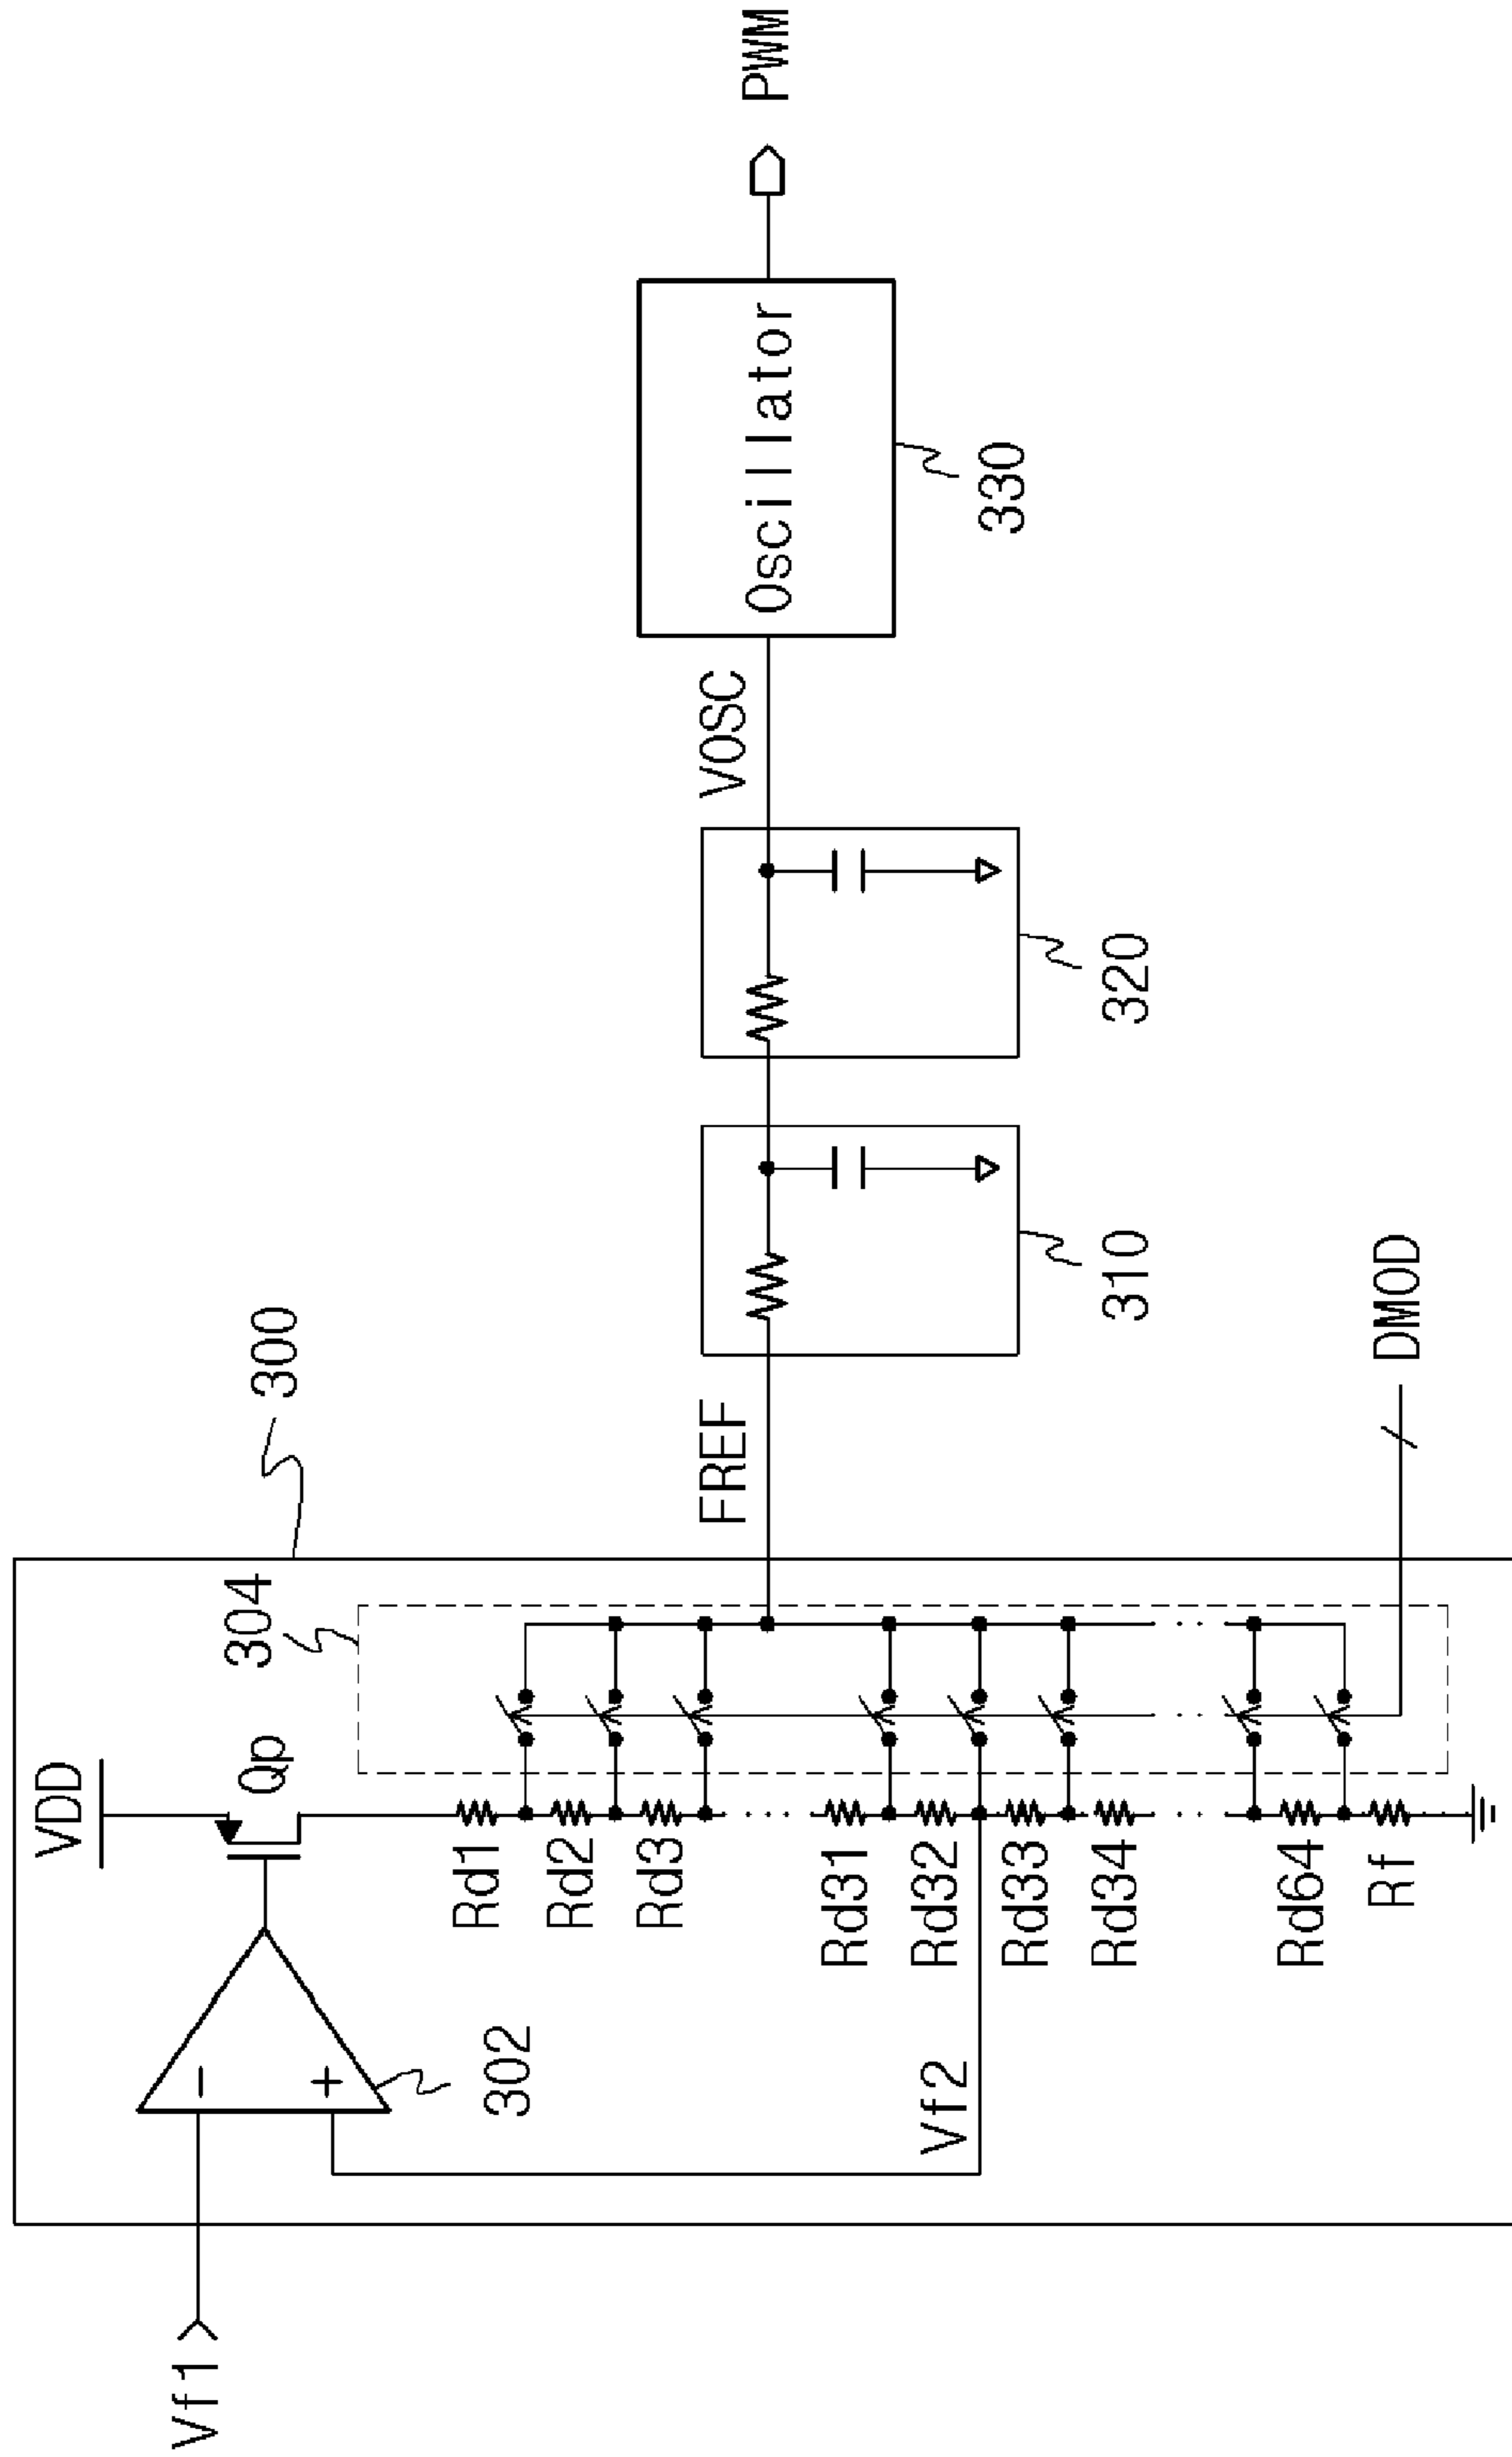 VDD
Qp
304
300
302
Vf1
Vf2
Rd1
Rd2
Rd3
Rd31
Rd32
Rd33
Rd34
Rd64
Rf
FREF
DMOD
310
320
VOSC
Oscillator
330
PWM
-
+